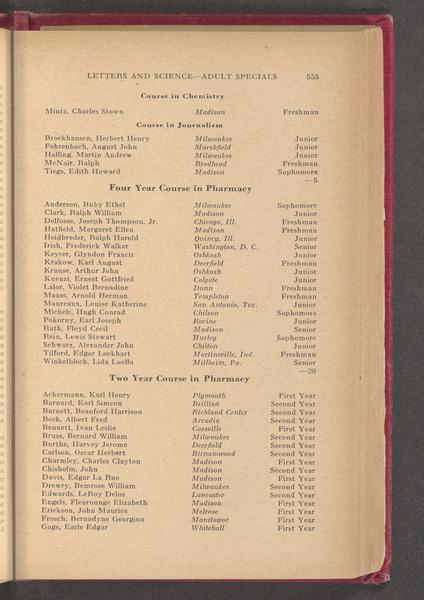 LETTERS AND SCIENCE—ADULT SPECIALS 555
Course in Chemistry
Mintz, Charles Stown Madison Freshman
Course in Journalism
Brockhausen, Herbert Henry Milwaukee Junior
Fehrenbach, August John Marshfield Junior
Halling, Martin Andrew Milwaukee Junior
McNair, Ralph Brodhead Freshman
Tiegs, Edith Howard Madison Sophomore
—5
Four Year Course in Pharmacy
Anderson, Ruby Ethel Milwaukee Sophomore
Clark, Ralph William Madison Junior
Delfosse, Joseph Thompson, Jr. Chicago, Ill. Freshman
Hatfield, Margaret Ellen Madison Freshman
Heidbreder, Ralph Harold Quincy, Ill. Junior
Irish, Frederick Walker Washington, D. C. Senior
Keyzer, Glyndon Francis Oshkosh Junior
Krakow, Karl August Deerfield Freshman
Krause, Arthur John Oshkosh Junior
Kuenzi, Ernest Gottfried Colgate Junior
Lalor, Violet Bernadine Dunn Freshman
Maass, Arnold Herman Templeton Freshman
Maureaux, Louise Katherine San Antonio, Tex. Junior
Michels, Hugh Conrad Chilson Sophomore
Pokorny, Earl Joseph Racine Junior
Rath, Floyd Cecil Madison Senior
Rein, Lewis Stewart Hurley Sophomore
Schwarz, Alexander John Chilton Junior
Tilford, Edgar Lockhart Martinsville, Ind. Freshman
Winkelbloch, Lida Luella Millheim, Pa. Senior
—20
Two Year Course in Pharmacy
Ackermann, Karl Henry Plymouth First Year
Barnard, Karl Simeon Brillion Second Year
Barnett, Beauford Harrison Richland Center Second Year
Beck, Albert Fred Arcadia Second Year
Bennett, Ivan Leslie Cassville First Year
Bruss, Bernard William Milwaukee Second Year
Burthe, Harvey Jerome Deerfield Second Year
Carlson, Oscar Herbert Birnamwood Second Year
Charmley, Charles Clayton Madison First Year
Chisholm, John Madison Second Year
Davis, Edgar La Rue Madison First Year
Drewry, Bemrose William Milwaukee Second Year
Edwards, LeRoy Delos Lancaster Second Year
Engels, Fleurounge Elizabeth Madison First Year
Erickson, John Maurice Melrose First Year
Frosch, Bernadyne Georgina Manitowoc First Year
Gage, Earle Edgar Whitehall First Year